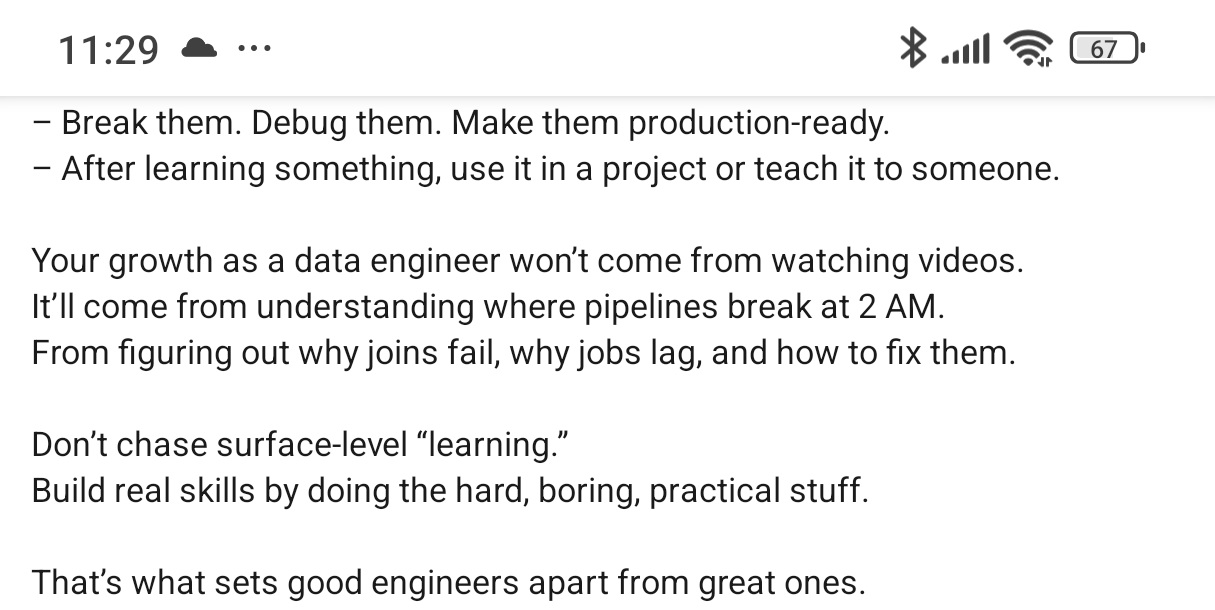 11:29 ... 67
– Break them. Debug them. Make them production-ready.
– After learning something, use it in a project or teach it to someone.
Your growth as a data engineer won’t come from watching videos.
It’ll come from understanding where pipelines break at 2 AM.
From figuring out why joins fail, why jobs lag, and how to fix them.
Don’t chase surface-level “learning.”
Build real skills by doing the hard, boring, practical stuff.
That’s what sets good engineers apart from great ones.